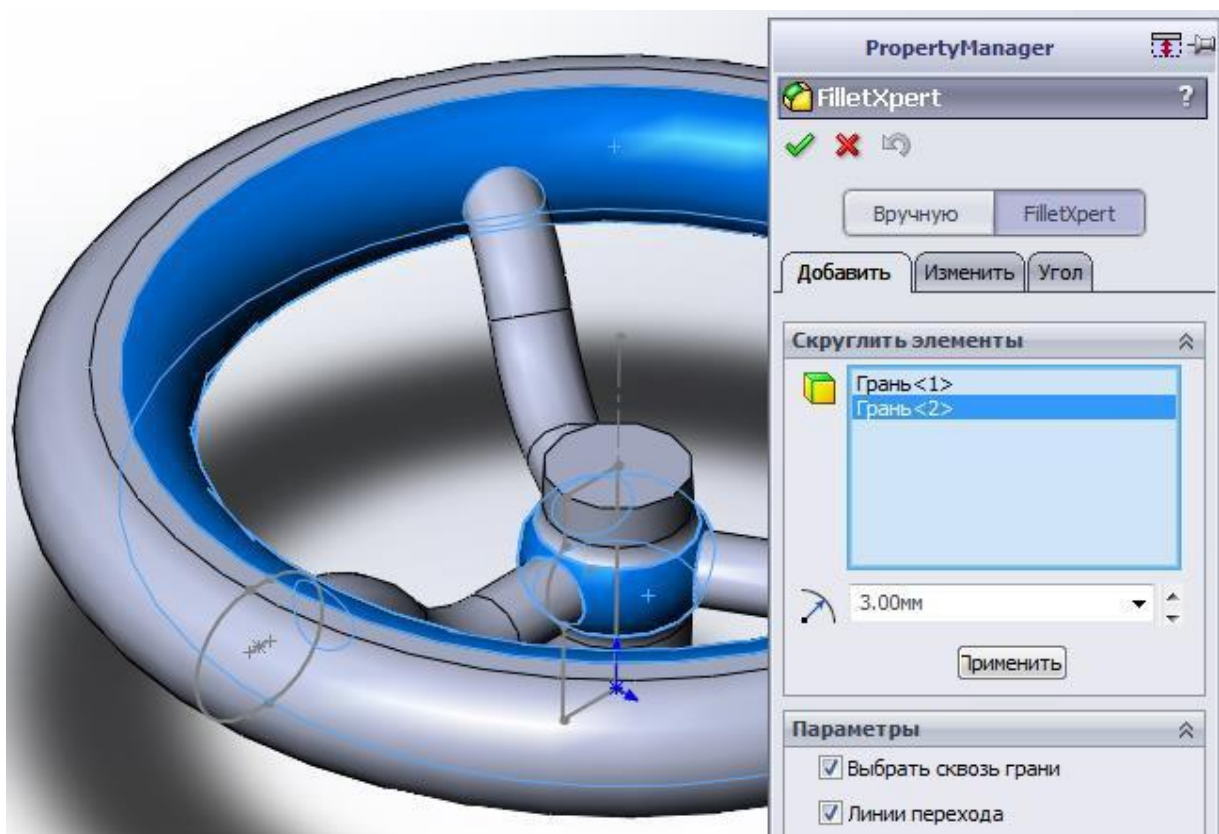 PropertyManager
FilletXpert ?
Вручную FilletXpert
Добавить Изменить Угол
Скруглить элементы
Грань<1>
Грань<2>
3.00мм
Применить
Параметры
Выбрать сквозь грани
Линии перехода